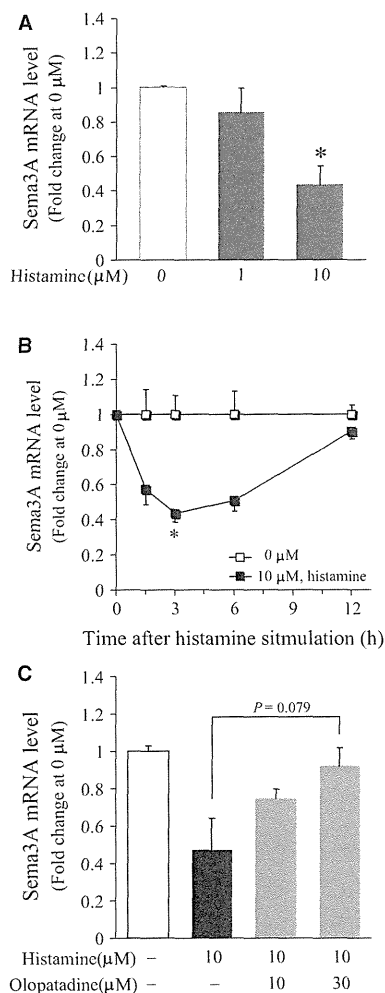 A
1.4
1.2
1
0.8
0.6
0.4
0.2
0
Sema3A mRNA level
(Fold change at 0 μM)
*
Histamine(μM) 0 1 10
B
1.4
1.2
1
0.8
0.6
0.4
0.2
0
Sema3A mRNA level
(Fold change at 0 μM)
*
0 μM
10 μM, histamine
0 3 6 9 12
Time after histamine sitmulation (h)
C
1.4
1.2
1
0.8
0.6
0.4
0.2
0
Sema3A mRNA level
(Fold change at 0 μM)
P = 0.079
Histamine(μM) – 10 10 10
Olopatadine(μM) – – 10 30